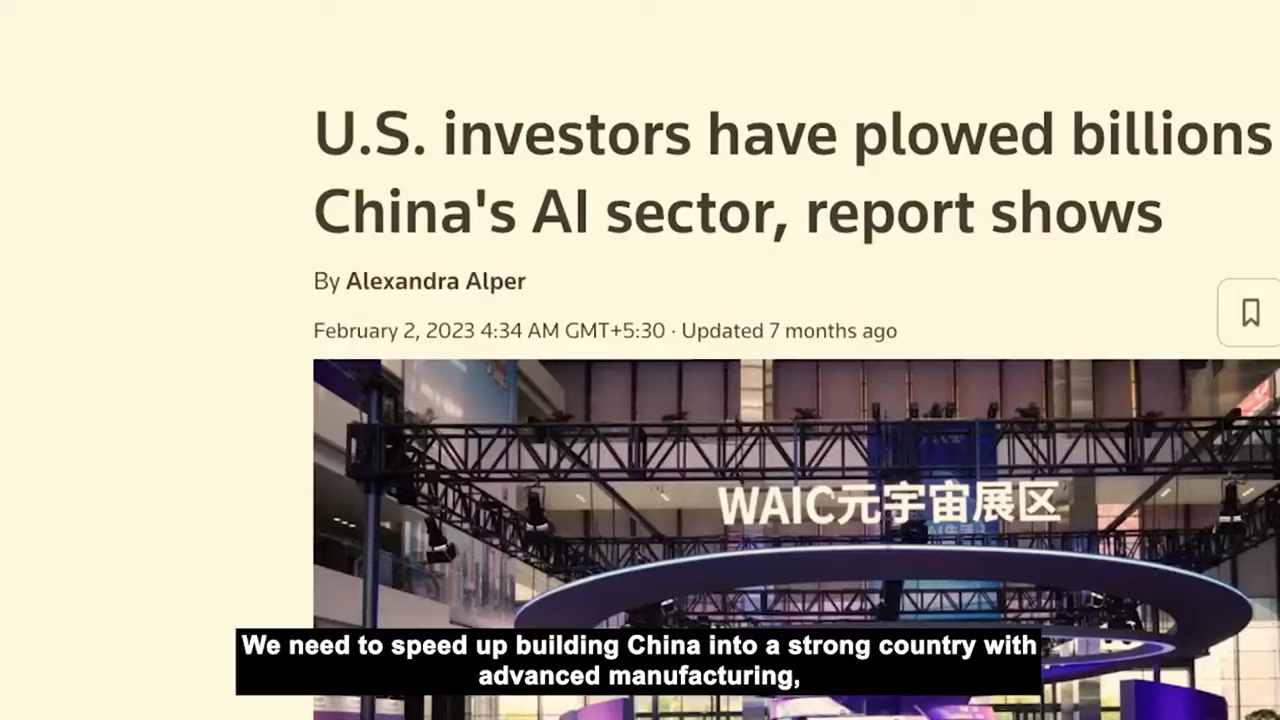 U.S. investors have plowed billions
China's AI sector, report shows
By Alexandra Alper
February 2, 2023 4:34 AM GMT+5:30 · Updated 7 months ago
WAIC元宇宙展区
We need to speed up building China into a strong country with
advanced manufacturing,